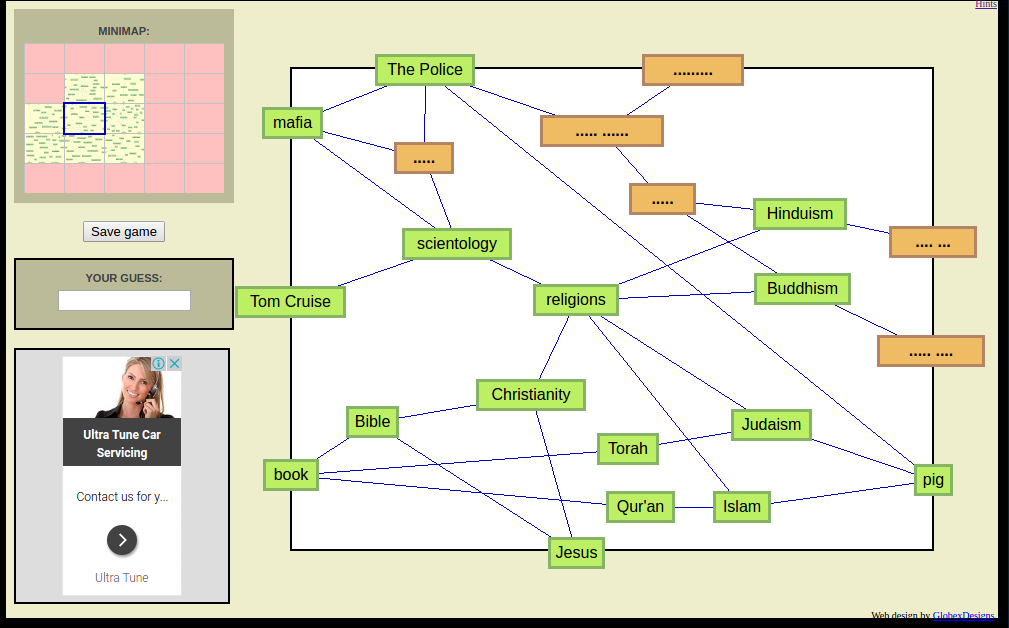 Hints
MINIMAP:
Save game
YOUR GUESS:
Ultra Tune Car
Servicing
Contact us for y...
Ultra Tune
The Police
.........
mafia
..... ......
.....
.....
Hinduism
scientology
.... ...
Tom Cruise
religions
Buddhism
..... ....
Christianity
Bible
Judaism
Torah
book
pig
Qur'an
Islam
Jesus
Web design by GlobexDesigns